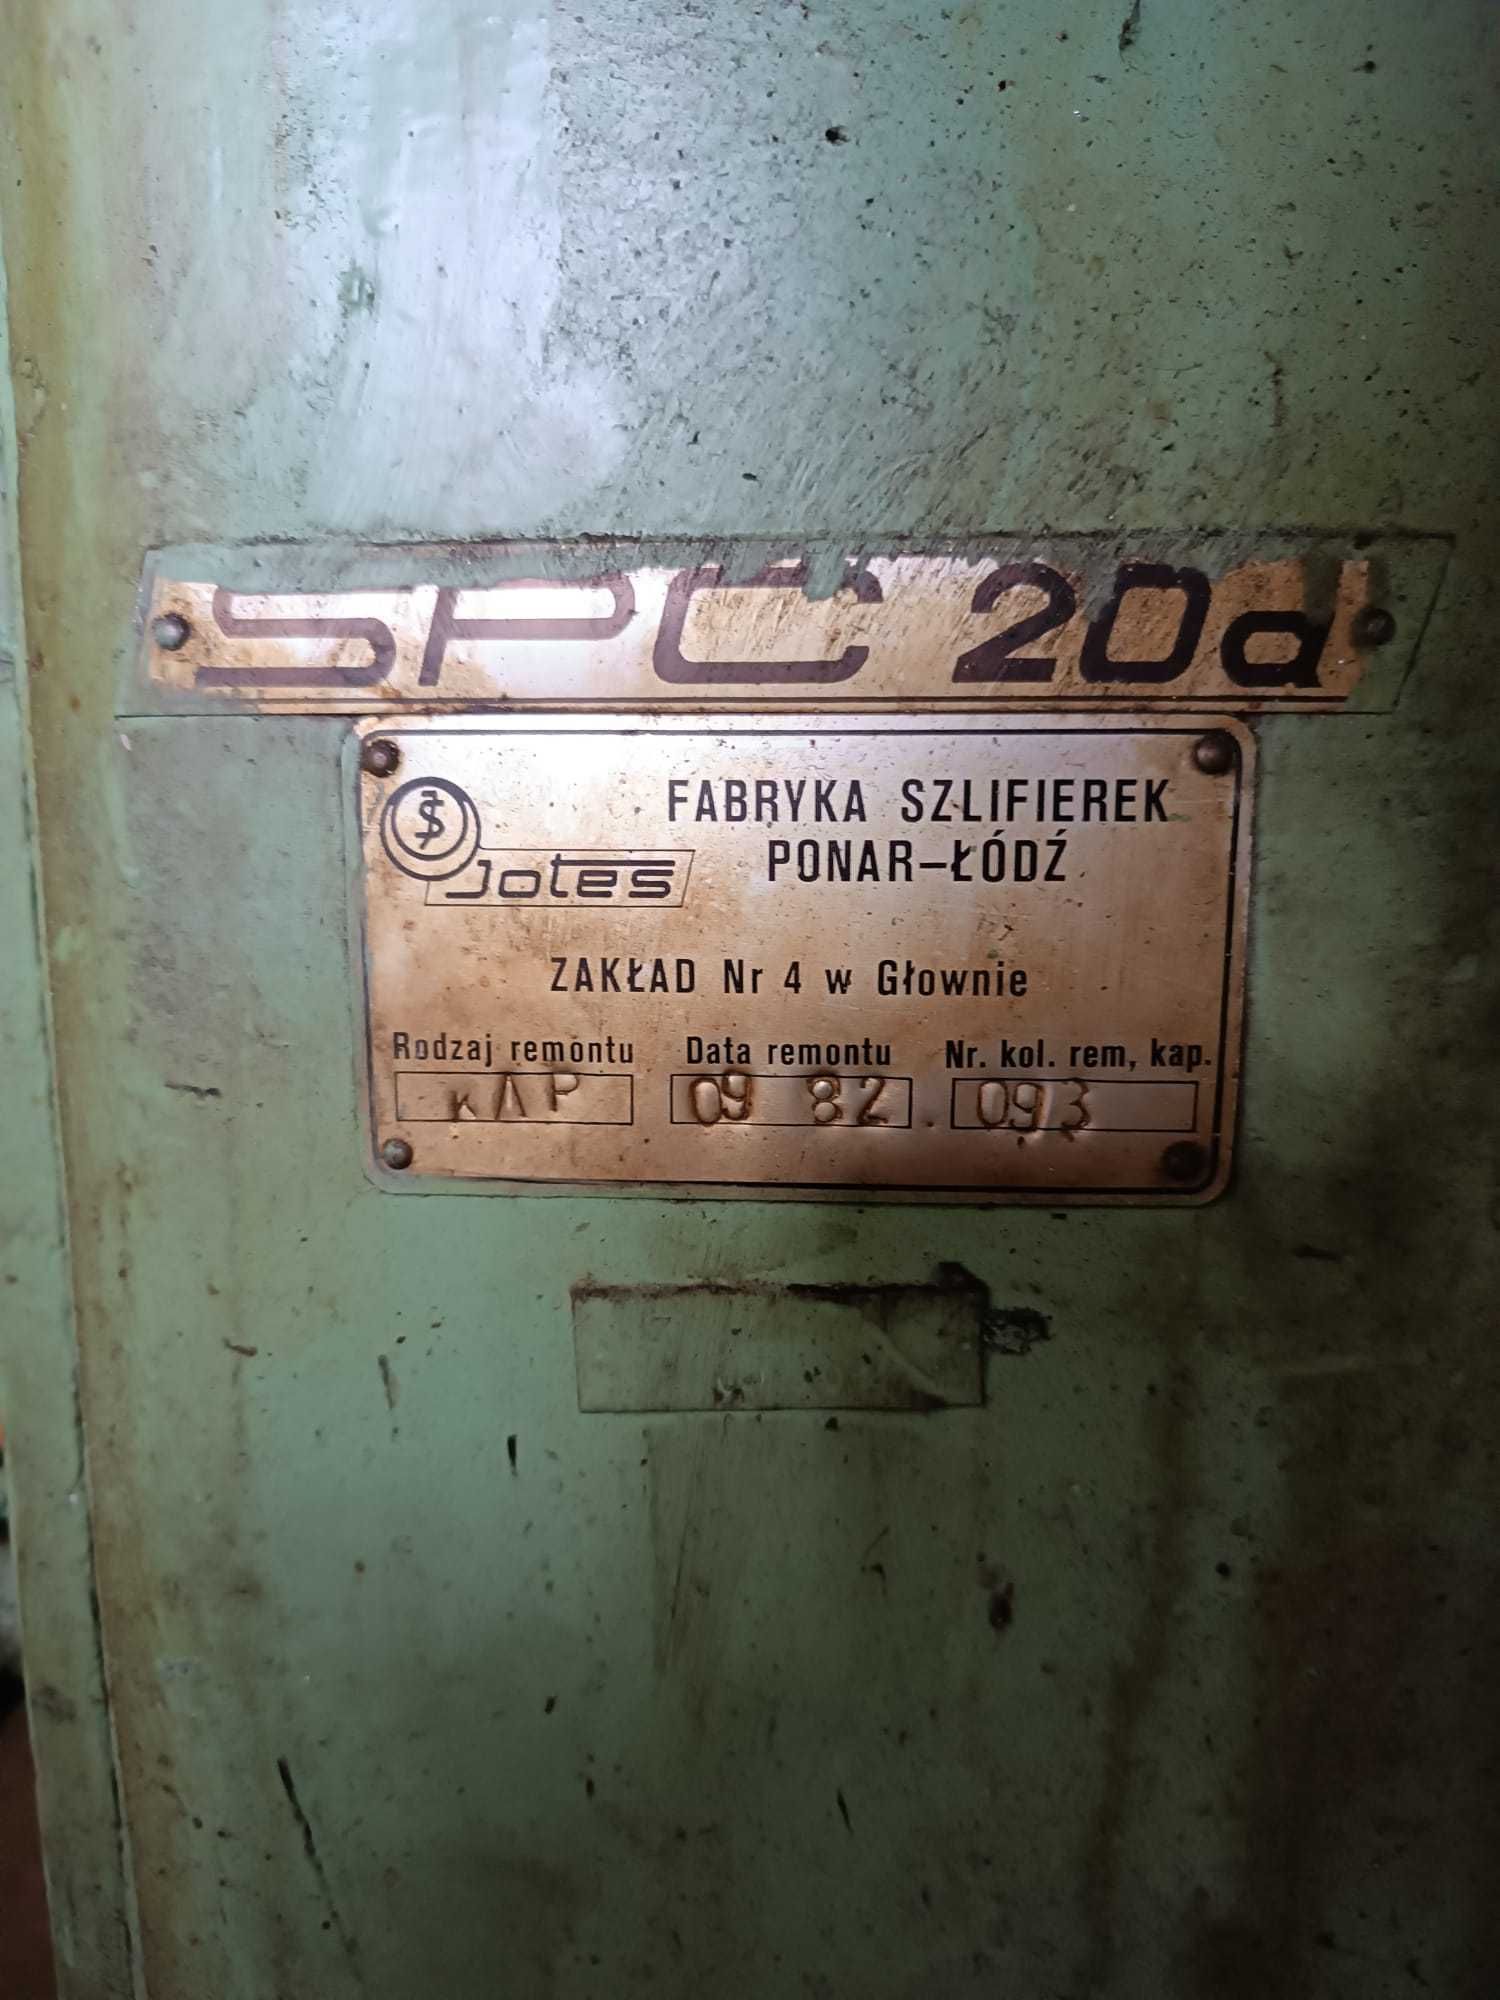 SPC 20a
FABRYKA SZLIFIEREK
PONAR-ŁÓDŹ
Jotes
ZAKŁAD Nr 4 w Głownie
Rodzaj remontu Data remontu Nr. kol. rem, kap.
KAP 09 82 . 093